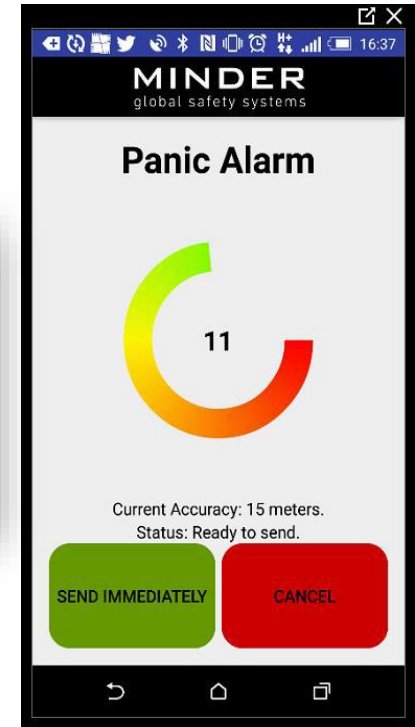 16:37
MINDER
global safety systems
Panic Alarm
11
Current Accuracy: 15 meters.
Status: Ready to send.
SEND IMMEDIATELY
CANCEL